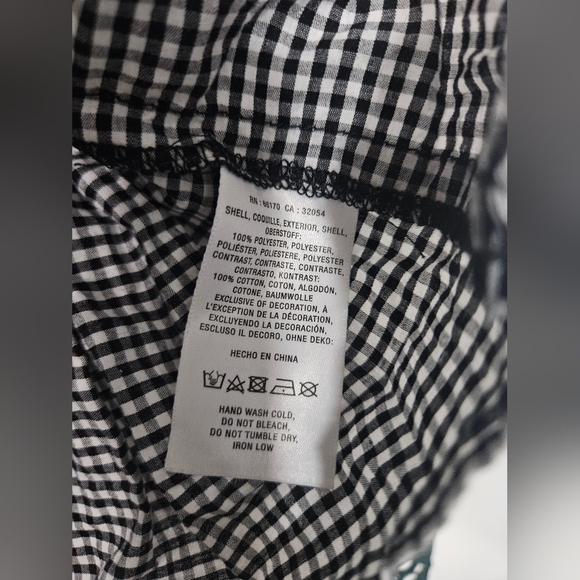 RN : 66170 CA : 32054
SHELL, COQUILLE, EXTERIOR, SHELL,
OBERSTOFF:
100% POLYESTER, POLYESTER,
POLIÉSTER, POLIESTERE, POLYESTER
CONTRAST, CONTRASTE, CONTRASTE,
CONTRASTO, KONTRAST:
100% COTTON, COTON, ALGODÓN,
COTONE, BAUMWOLLE
EXCLUSIVE OF DECORATION, À
L'EXCEPTION DE LA DÉCORATION,
EXCLUYENDO LA DECORACIÓN,
ESCLUSO IL DECORO, OHNE DEKO:
HECHO EN CHINA
HAND WASH COLD,
DO NOT BLEACH,
DO NOT TUMBLE DRY,
IRON LOW